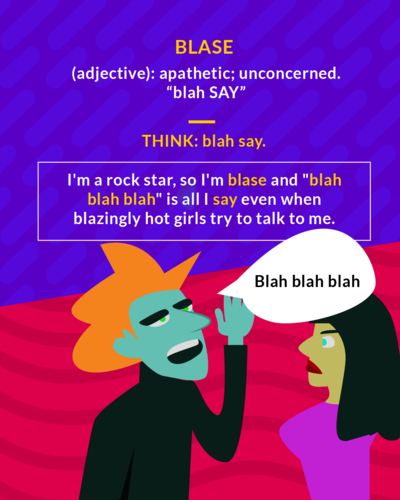 BLASE
(adjective): apathetic; unconcerned.
“blah SAY”
THINK: blah say.
I'm a rock star, so I'm blase and "blah
blah blah" is all I say even when
blazingly hot girls try to talk to me.
Blah blah blah